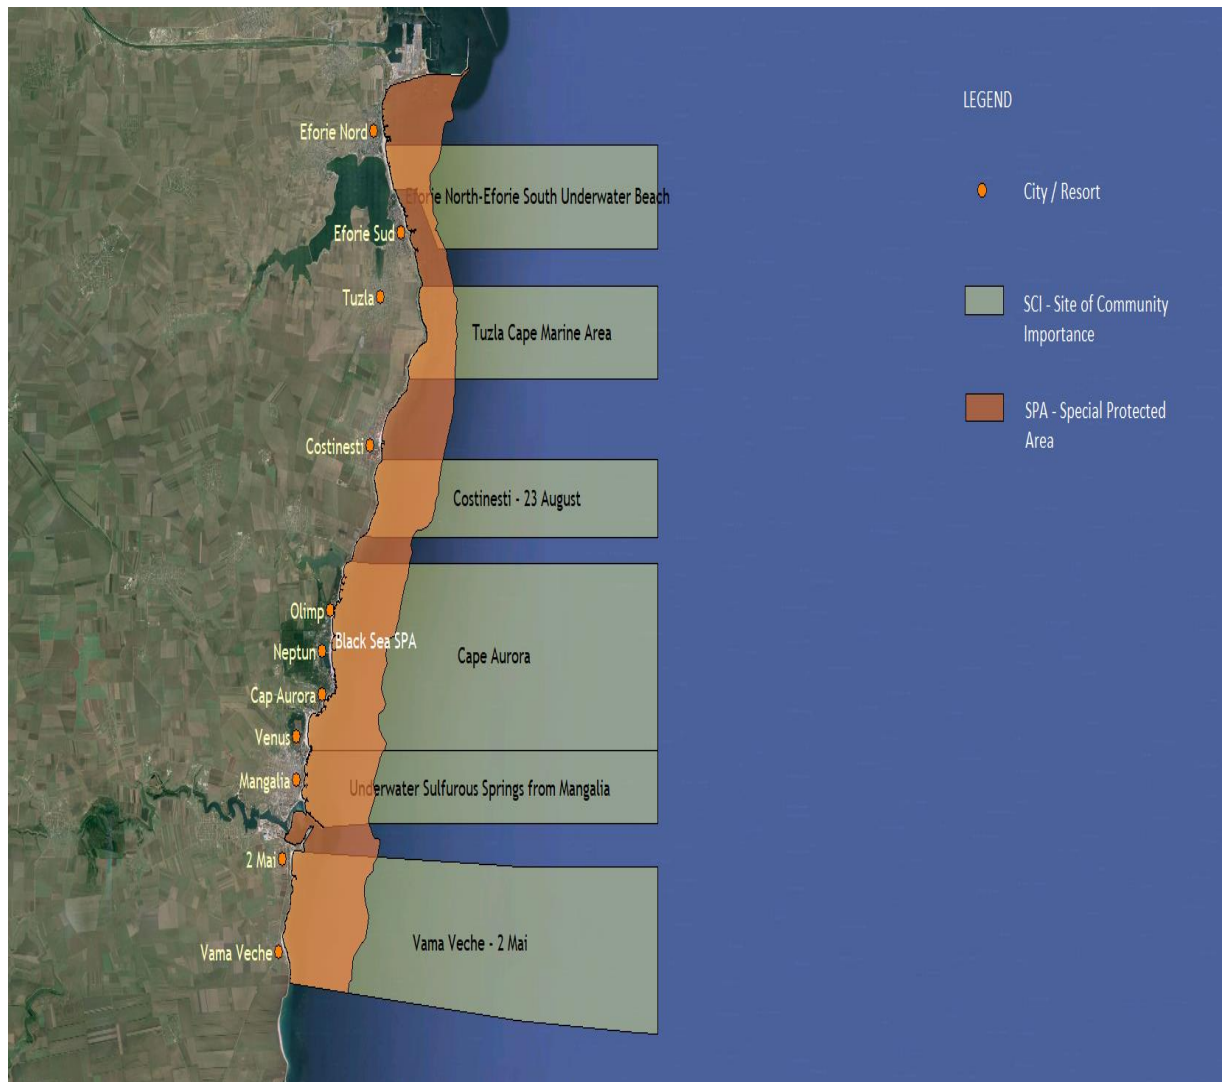 LEGEND
City / Resort
SCI - Site of Community
Importance
SPA - Special Protected
Area
Eforie Nord
Eforie North-Eforie South Underwater Beach
Eforie Sud
Tuzla
Tuzla Cape Marine Area
Costinesti
Costinesti - 23 August
Olimp
Black Sea SPA
Neptun
Cape Aurora
Cap Aurora
Venus
Mangalia
Underwater Sulfurous Springs from Mangalia
2 Mai
Vama Veche - 2 Mai
Vama Veche